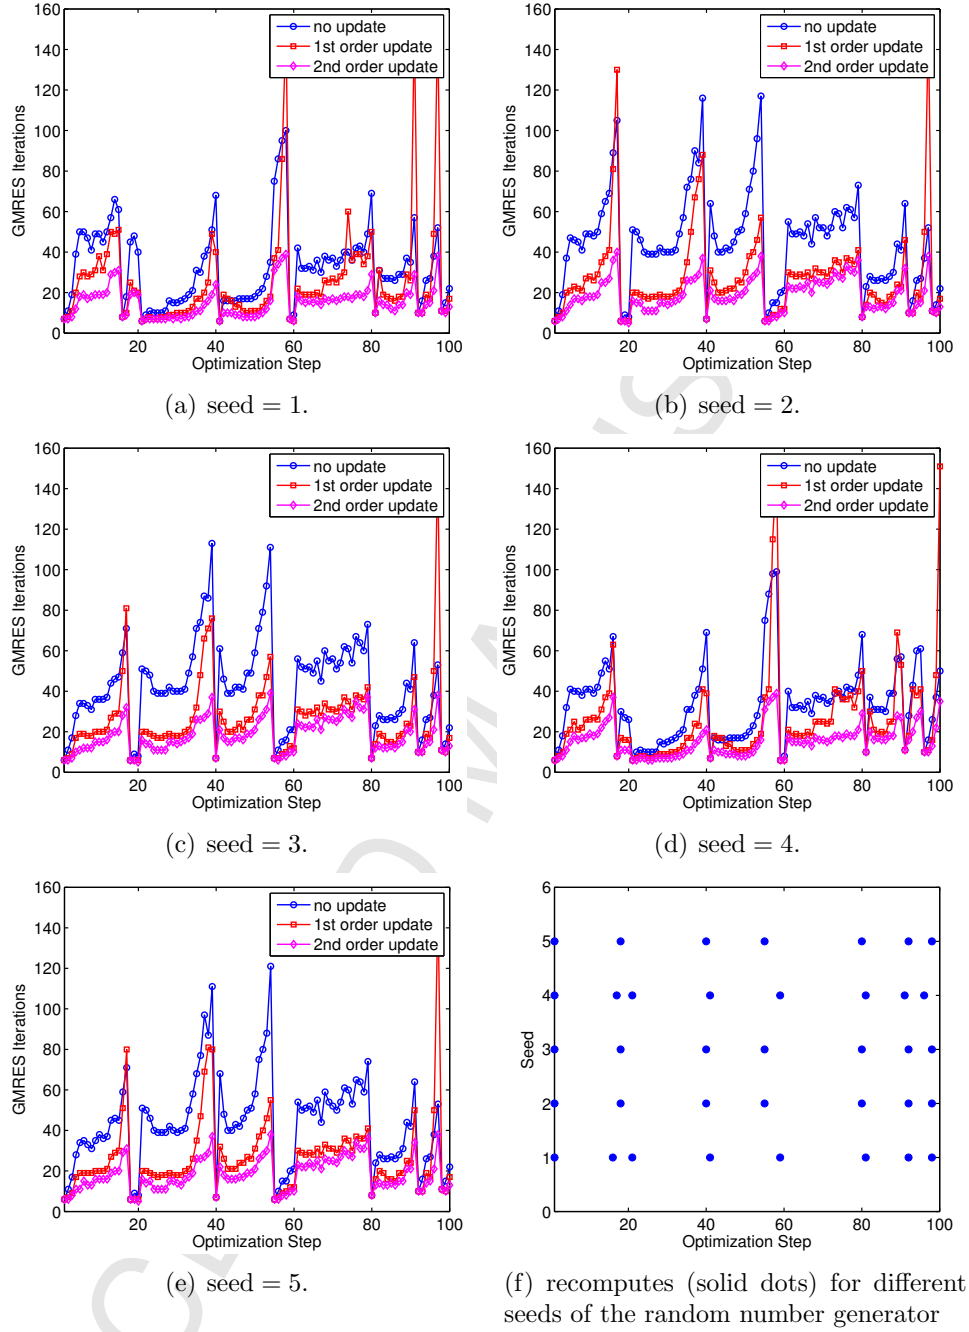 160
140
120
100
80
60
40
20
0
GMRES Iterations
no update
1st order update
2nd order update
20 40 60 80 100
Optimization Step
(a) seed = 1.
160
140
120
100
80
60
40
20
0
GMRES Iterations
no update
1st order update
2nd order update
20 40 60 80 100
Optimization Step
(b) seed = 2.
160
140
120
100
80
60
40
20
0
GMRES Iterations
no update
1st order update
2nd order update
20 40 60 80 100
Optimization Step
(c) seed = 3.
160
140
120
100
80
60
40
20
0
GMRES Iterations
no update
1st order update
2nd order update
20 40 60 80 100
Optimization Step
(d) seed = 4.
160
140
120
100
80
60
40
20
0
GMRES Iterations
no update
1st order update
2nd order update
20 40 60 80 100
Optimization Step
(e) seed = 5.
6
5
4
3
2
1
0
Seed
20 40 60 80 100
Optimization Step
(f) recomputes (solid dots) for different
seeds of the random number generator